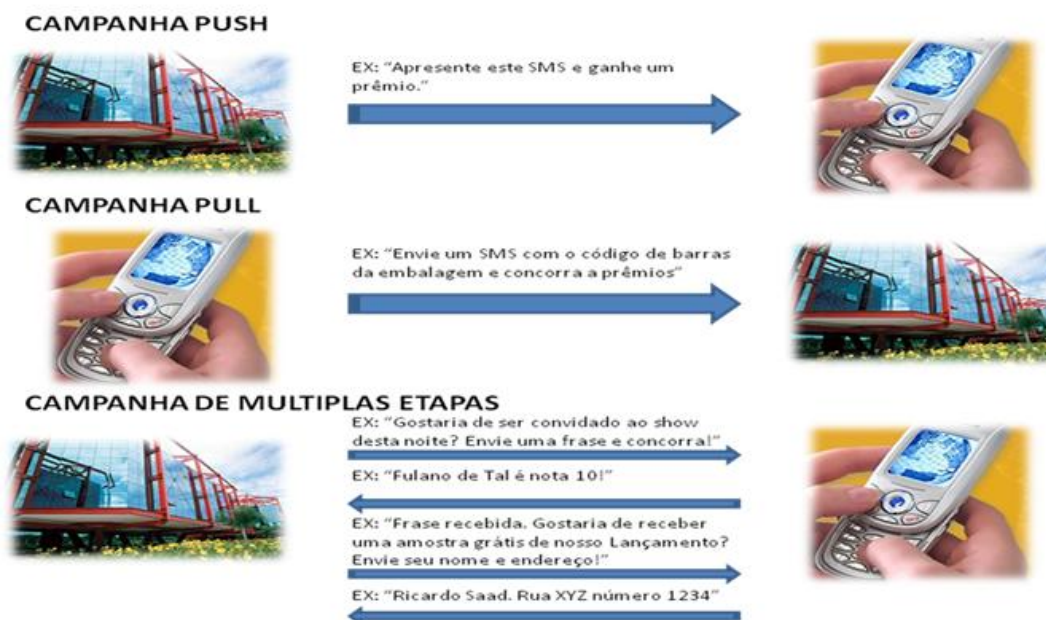 CAMPANHA PUSH
EX: "Apresente este SMS e ganhe um
prêmio."
CAMPANHA PULL
EX: "Envie um SMS com o código de barras
da embalagem e concorra a prêmios"
CAMPANHA DE MULTIPLAS ETAPAS
EX: "Gostaria de ser convidado ao show
desta noite? Envie uma frase e concorra!"
EX: "Fulano de Tal é nota 10!"
EX: "Frase recebida. Gostaria de receber
uma amostra grátis de nosso Lançamento?
Envie seu nome e endereço!"
EX: "Ricardo Saad. Rua XYZ número 1234"